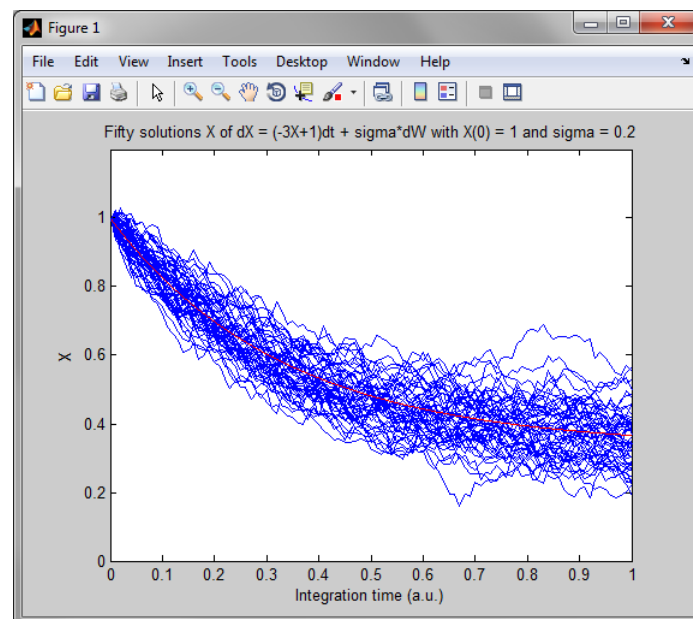 Figure 1
File Edit View Insert Tools Desktop Window Help
Fifty solutions X of dX = (-3X+1)dt + sigma*dW with X(0) = 1 and sigma = 0.2
1
0.8
0.6
0.4
0.2
0
X
0 0.1 0.2 0.3 0.4 0.5 0.6 0.7 0.8 0.9 1
Integration time (a.u.)